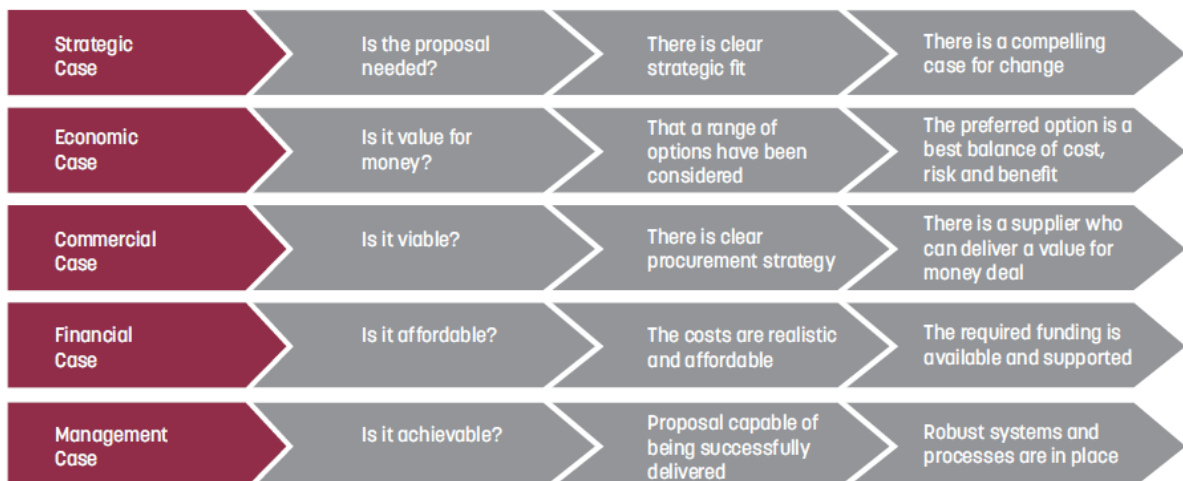 Strategic
Case
Is the proposal
needed?
There is clear
strategic fit
There is a compelling
case for change
Economic
Case
Is it value for
money?
That a range of
options have been
considered
The preferred option is a
best balance of cost,
risk and benefit
Commercial
Case
Is it viable?
There is clear
procurement strategy
There is a supplier who
can deliver a value for
money deal
Financial
Case
Is it affordable?
The costs are realistic
and affordable
The required funding is
available and supported
Management
Case
Is it achievable?
Proposal capable of
being successfully
delivered
Robust systems and
processes are in place